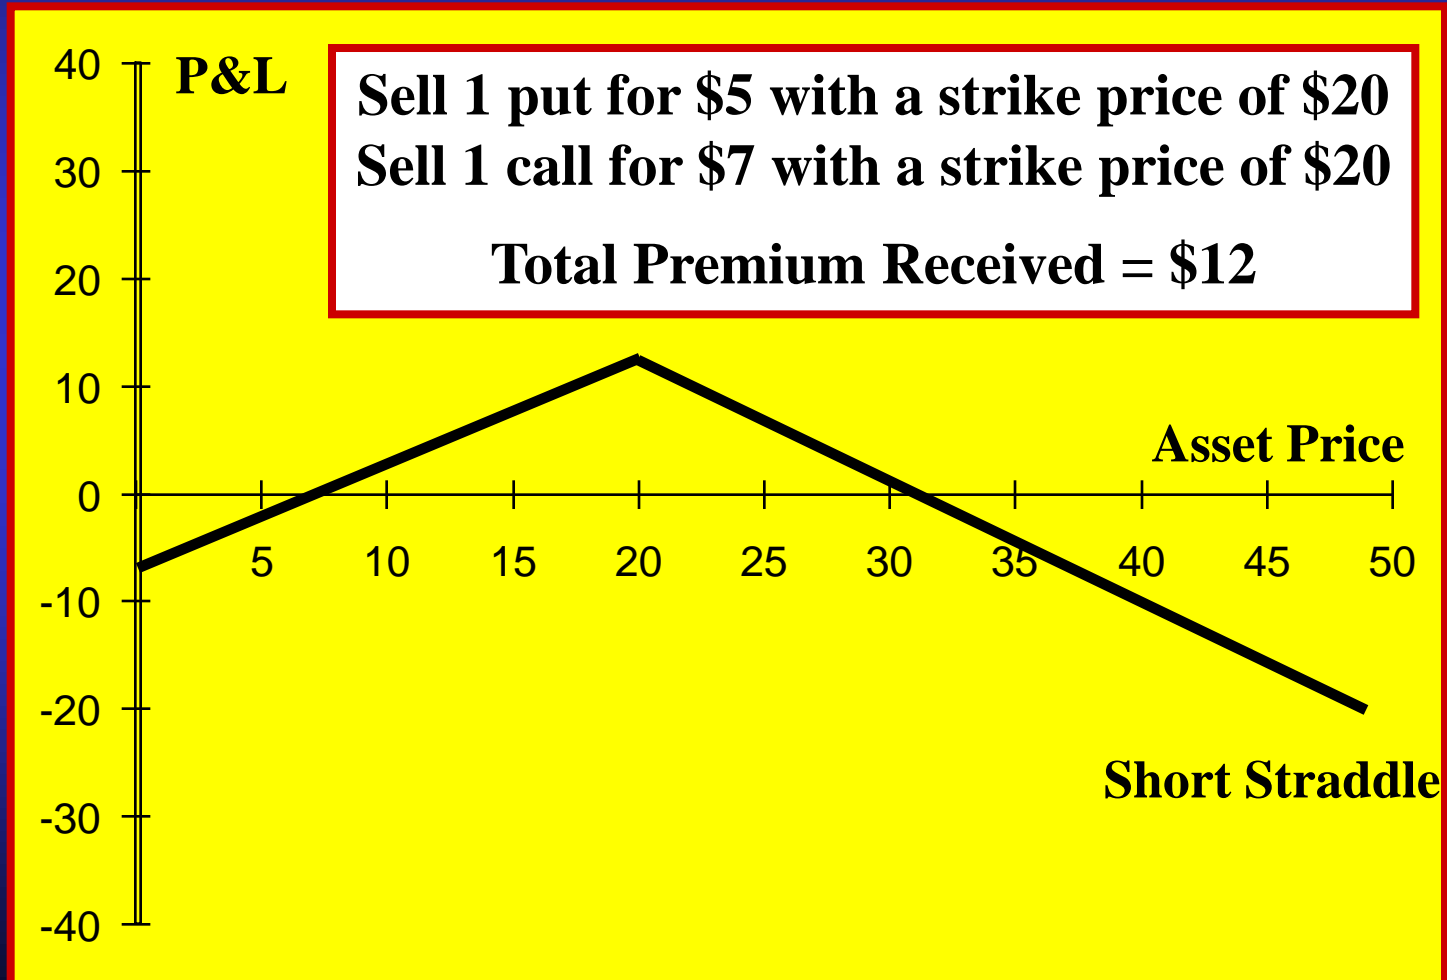 P&L
Sell 1 put for $5 with a strike price of $20
Sell 1 call for $7 with a strike price of $20
Total Premium Received = $12
40
30
20
10
0
-10
-20
-30
-40
Asset Price
5 10 15 20 25 30 35 40 45 50
Short Straddle